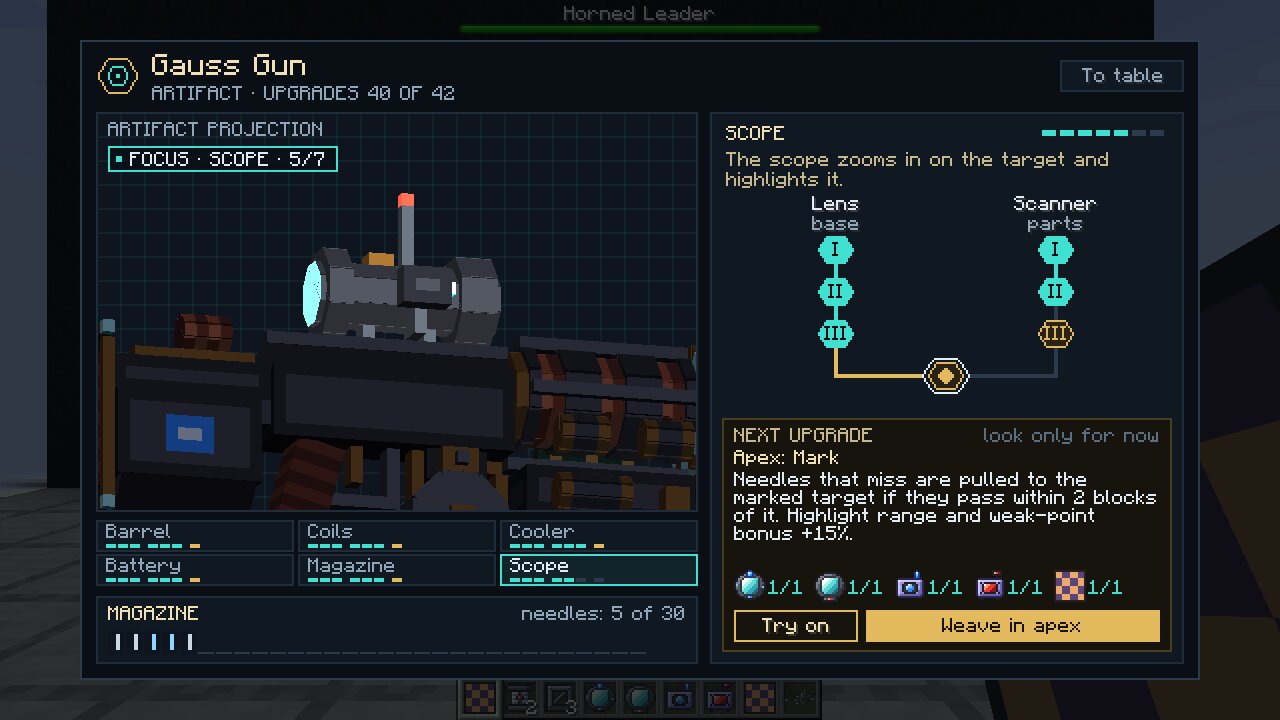 Horned Leader
Gauss Gun
ARTIFACT · UPGRADES 40 OF 42
To table
ARTIFACT PROJECTION
FOCUS · SCOPE · 5/7
SCOPE
The scope zooms in on the target and
highlights it.
Lens
base
Scanner
parts
I
I
II
II
III
III
NEXT UPGRADE
look only for now
Apex: Mark
Needles that miss are pulled to the
marked target if they pass within 2 blocks
of it. Highlight range and weak-point
bonus +15%.
1/1
1/1
1/1
1/1
1/1
Try on
Weave in apex
Barrel
Coils
Cooler
Battery
Magazine
Scope
MAGAZINE
needles: 5 of 30
2
3